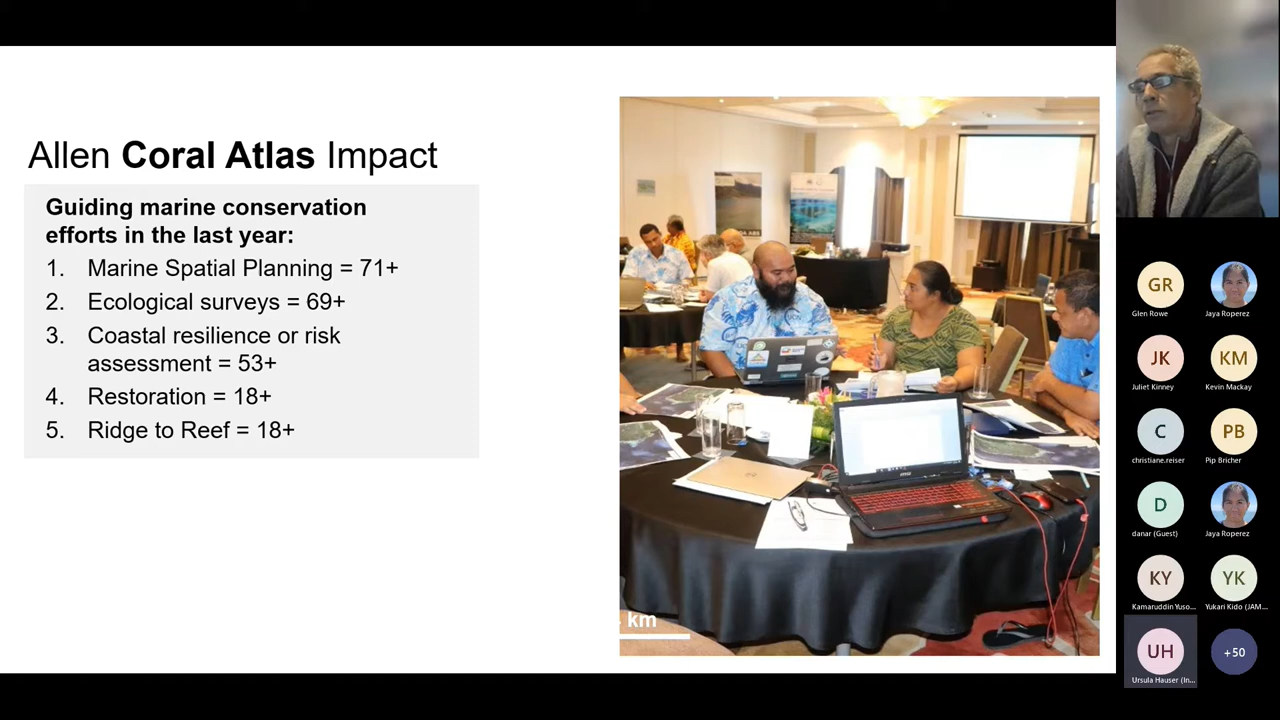 Allen Coral Atlas Impact
Guiding marine conservation
efforts in the last year:
1. Marine Spatial Planning = 71+
2. Ecological surveys = 69+
3. Coastal resilience or risk
assessment = 53+
4. Restoration = 18+
5. Ridge to Reef = 18+
km
GR
Glen Rowe
Jaya Roperez
JK
Juliet Kinney
KM
Kevin Mackay
C
christiane.reiser
PB
Pip Bricher
D
danar (Guest)
Jaya Roperez
KY
Kamaruddin Yuso...
YK
Yukari Kido (JAM...
UH
Ursula Hauser (In...
+50